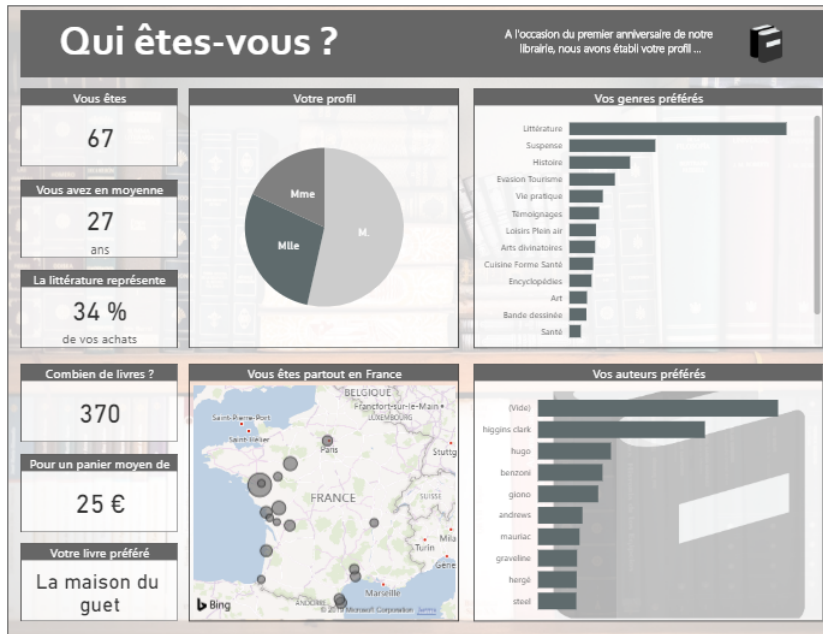 Qui êtes-vous ?
A l'occasion du premier anniversaire de notre
librairie, nous avons établi votre profil ...
Vous êtes
67
Vous avez en moyenne
27
ans
La littérature représente
34 %
de vos achats
Votre profil
Mme
Mlle
M.
Vos genres préférés
Littérature
Suspense
Histoire
Evasion Tourisme
Vie pratique
Témoignages
Loisirs Plein air
Arts divinatoires
Cuisine Forme Santé
Encyclopédies
Art
Bande dessinée
Santé
Combien de livres ?
370
Pour un panier moyen de
25 €
Votre livre préféré
La maison du
guet
Vous êtes partout en France
BELGIQUE
Francfort-sur-le-Main
LUXEMBOURG
Saint-Pierre-Port
Saint-Hélier
Paris
Stuttg
FRANCE
SUISSE
Mila
Turin
Gêne
Marseille
ANDORRE
Bing
Microsoft Corporation
Terms
Vos auteurs préférés
(Vide)
higgins clark
hugo
benzoni
giono
andrews
mauriac
graveline
hergé
steel